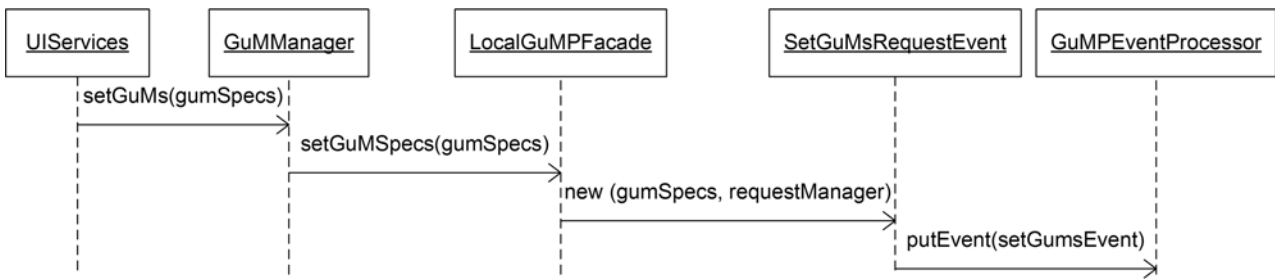 UIServices
GuMManager
LocalGuMPFacade
SetGuMsRequestEvent
GuMPEventProcessor
setGuMs(gumSpecs)
setGuMSpecs(gumSpecs)
new (gumSpecs, requestManager)
putEvent(setGumsEvent)